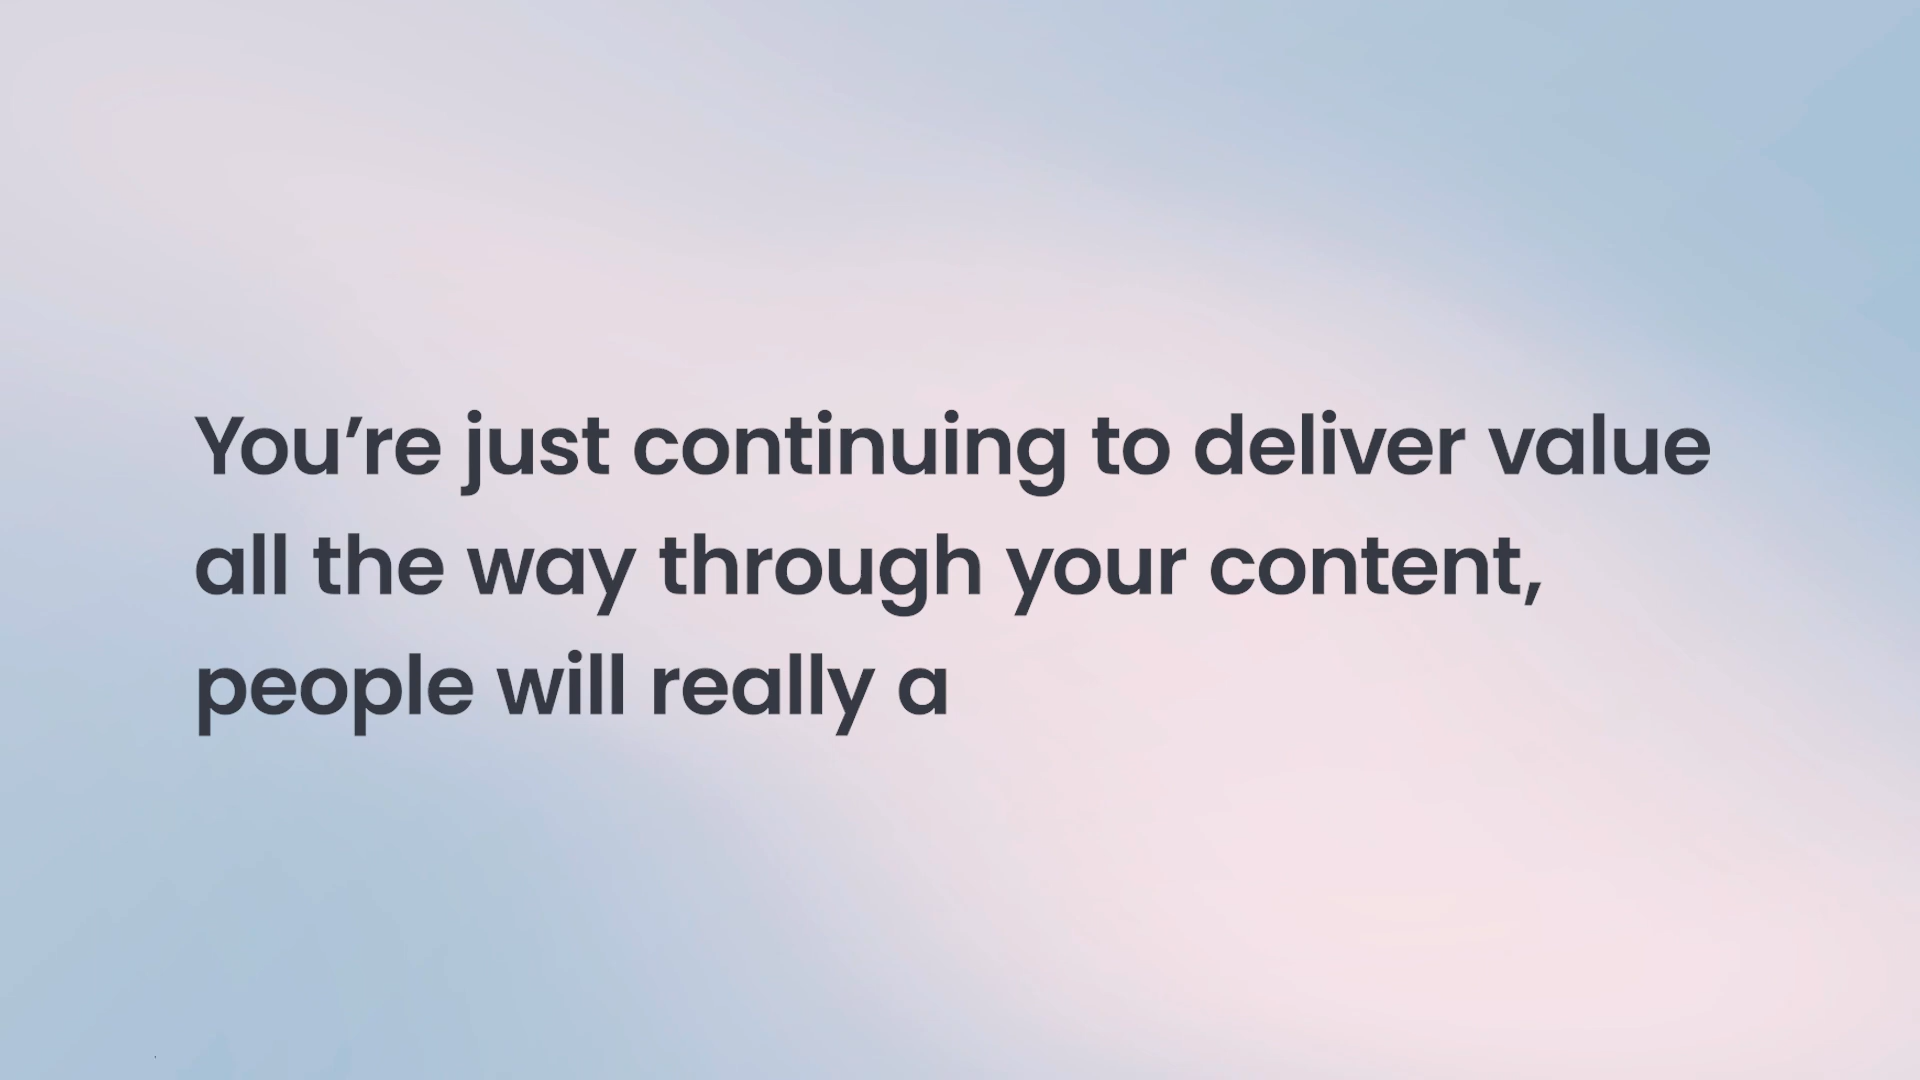 You’re just continuing to deliver value
all the way through your content,
people will really a